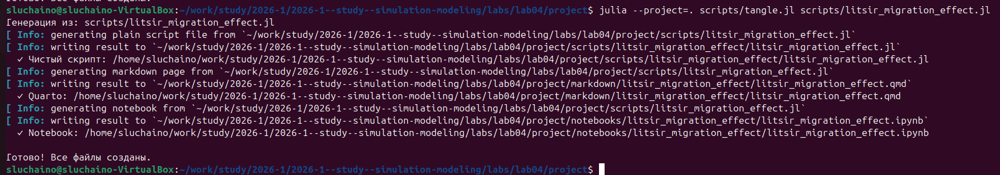 Готово! Все файлы созданы.
sluchaino@sluchaino-VirtualBox:~/work/study/2026-1/2026-1--study--simulation-modeling/labs/lab04/project$ julia --project=. scripts/tangle.jl scripts/litsir_migration_effect.jl
Генерация из: scripts/litsir_migration_effect.jl
[ Info: generating plain script file from `~/work/study/2026-1/2026-1--study--simulation-modeling/labs/lab04/project/scripts/litsir_migration_effect.jl`
[ Info: writing result to `~/work/study/2026-1/2026-1--study--simulation-modeling/labs/lab04/project/scripts/litsir_migration_effect/litsir_migration_effect.jl`
✓ Чистый скрипт: /home/sluchaino/work/study/2026-1/2026-1--study--simulation-modeling/labs/lab04/project/scripts/litsir_migration_effect/litsir_migration_effect.jl
[ Info: generating markdown page from `~/work/study/2026-1/2026-1--study--simulation-modeling/labs/lab04/project/scripts/litsir_migration_effect.jl`
[ Info: writing result to `~/work/study/2026-1/2026-1--study--simulation-modeling/labs/lab04/project/markdown/litsir_migration_effect/litsir_migration_effect.qmd`
✓ Quarto: /home/sluchaino/work/study/2026-1/2026-1--study--simulation-modeling/labs/lab04/project/markdown/litsir_migration_effect/litsir_migration_effect.qmd
[ Info: generating notebook from `~/work/study/2026-1/2026-1--study--simulation-modeling/labs/lab04/project/scripts/litsir_migration_effect.jl`
[ Info: writing result to `~/work/study/2026-1/2026-1--study--simulation-modeling/labs/lab04/project/notebooks/litsir_migration_effect/litsir_migration_effect.ipynb`
✓ Notebook: /home/sluchaino/work/study/2026-1/2026-1--study--simulation-modeling/labs/lab04/project/notebooks/litsir_migration_effect/litsir_migration_effect.ipynb
Готово! Все файлы созданы.
sluchaino@sluchaino-VirtualBox:~/work/study/2026-1/2026-1--study--simulation-modeling/labs/lab04/project$